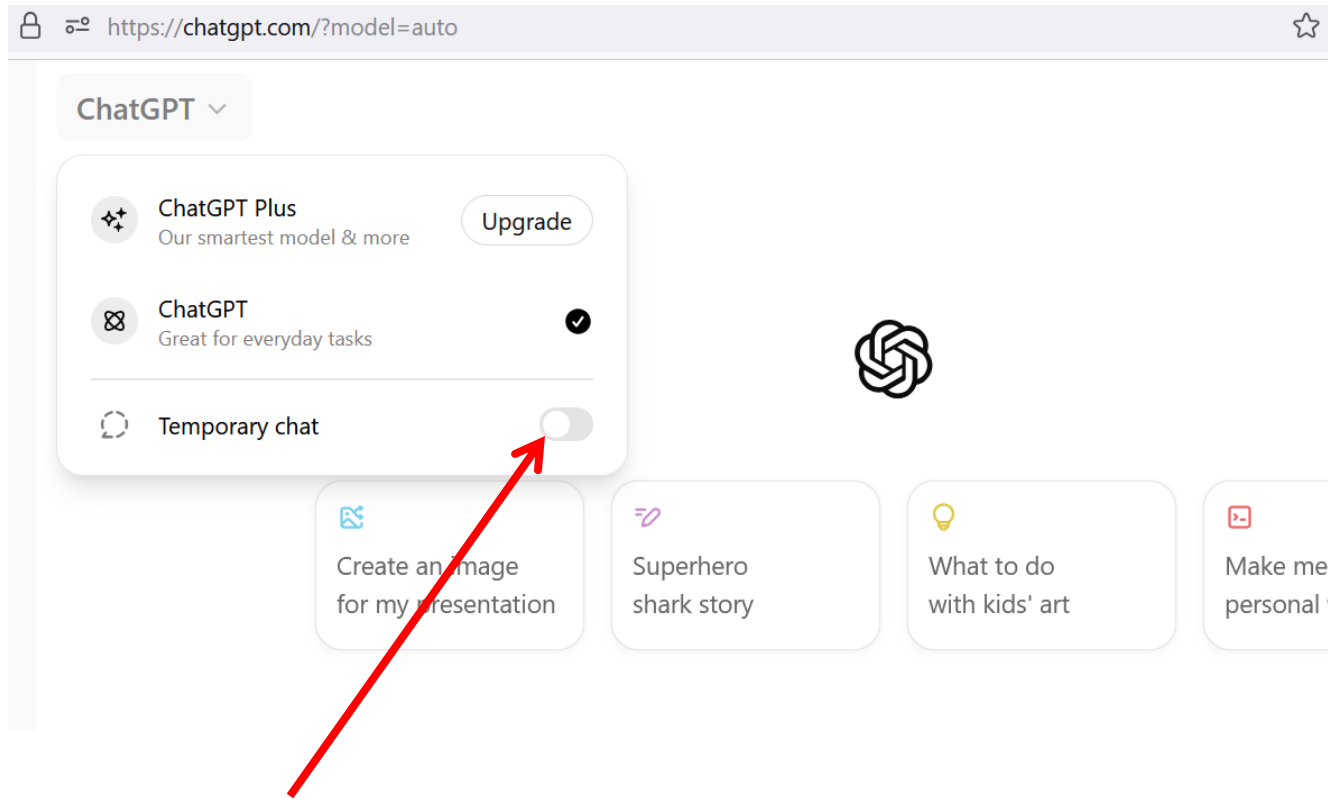 https://chatgpt.com/?model=auto
ChatGPT
ChatGPT Plus
Our smartest model & more
Upgrade
ChatGPT
Great for everyday tasks
Temporary chat
Create an image
for my presentation
Superhero
shark story
What to do
with kids' art
Make me
personal